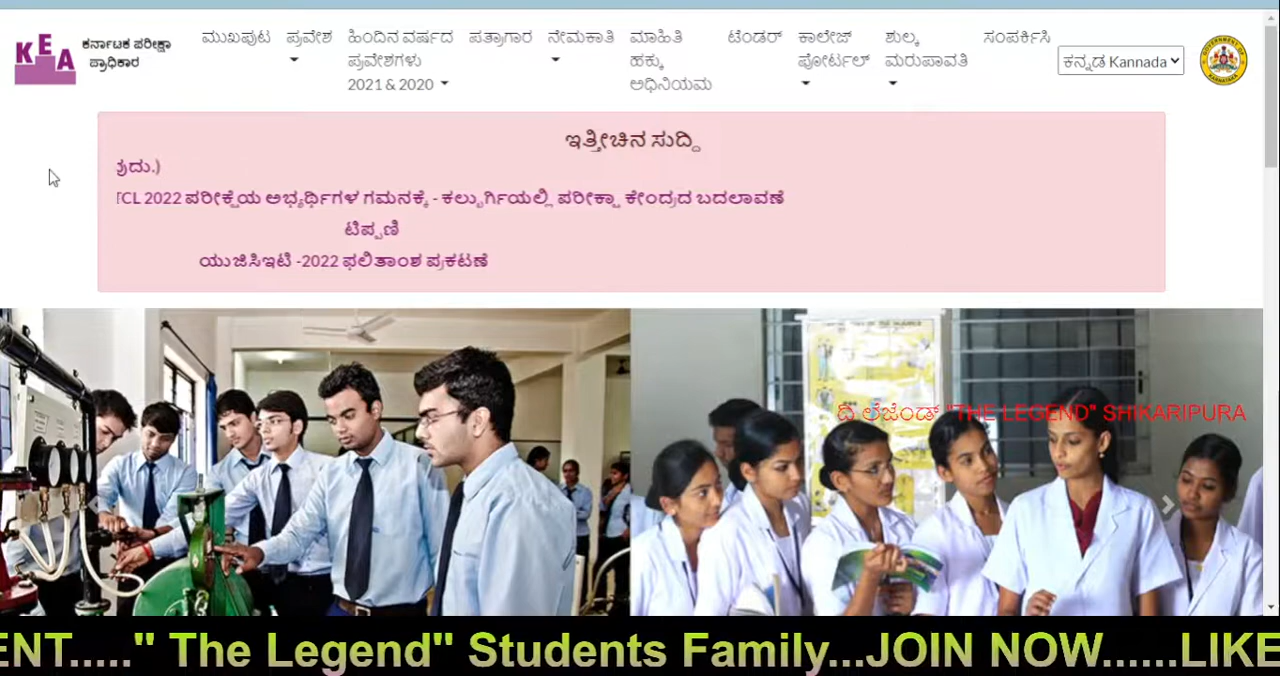 KEA
ಕರ್ನಾಟಕ ಪರೀಕ್ಷಾ
ಪ್ರಾಧಿಕಾರ
ಮುಖಪುಟ
ಪ್ರವೇಶ
ಹಿಂದಿನ ವರ್ಷದ
ಪ್ರವೇಶಗಳು
2021 & 2020
ಪತ್ರಾಗಾರ
ನೇಮಕಾತಿ
ಮಾಹಿತಿ
ಹಕ್ಕು
ಅಧಿನಿಯಮ
ಟೆಂಡರ್
ಕಾಲೇಜ್
ಪೋರ್ಟಲ್
ಶುಲ್ಕ
ಮರುಪಾವತಿ
ಸಂಪರ್ಕಿಸಿ
ಕನ್ನಡ Kannada
ಇತ್ತೀಚಿನ ಸುದ್ದಿ
ವುದು.)
TCL 2022 ಪರೀಕ್ಷೆಯ ಅಭ್ಯರ್ಥಿಗಳ ಗಮನಕ್ಕೆ - ಕಲ್ಬುರ್ಗಿಯಲ್ಲಿ ಪರೀಕ್ಷಾ ಕೇಂದ್ರದ ಬದಲಾವಣೆ
ಟಿಪ್ಪಣಿ
ಯುಜಿಸಿಇಟಿ -2022 ಫಲಿತಾಂಶ ಪ್ರಕಟಣೆ
ದಿ ಲೆಜೆಂಡ್ "THE LEGEND" SHIKARIPURA
ENT....." The Legend" Students Family...JOIN NOW......LIKE